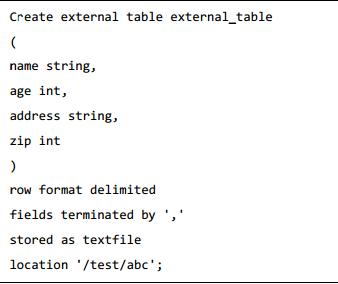 Create external table external_table
(
name string,
age int,
address string,
zip int
)
row format delimited
fields terminated by ','
stored as textfile
location '/test/abc';